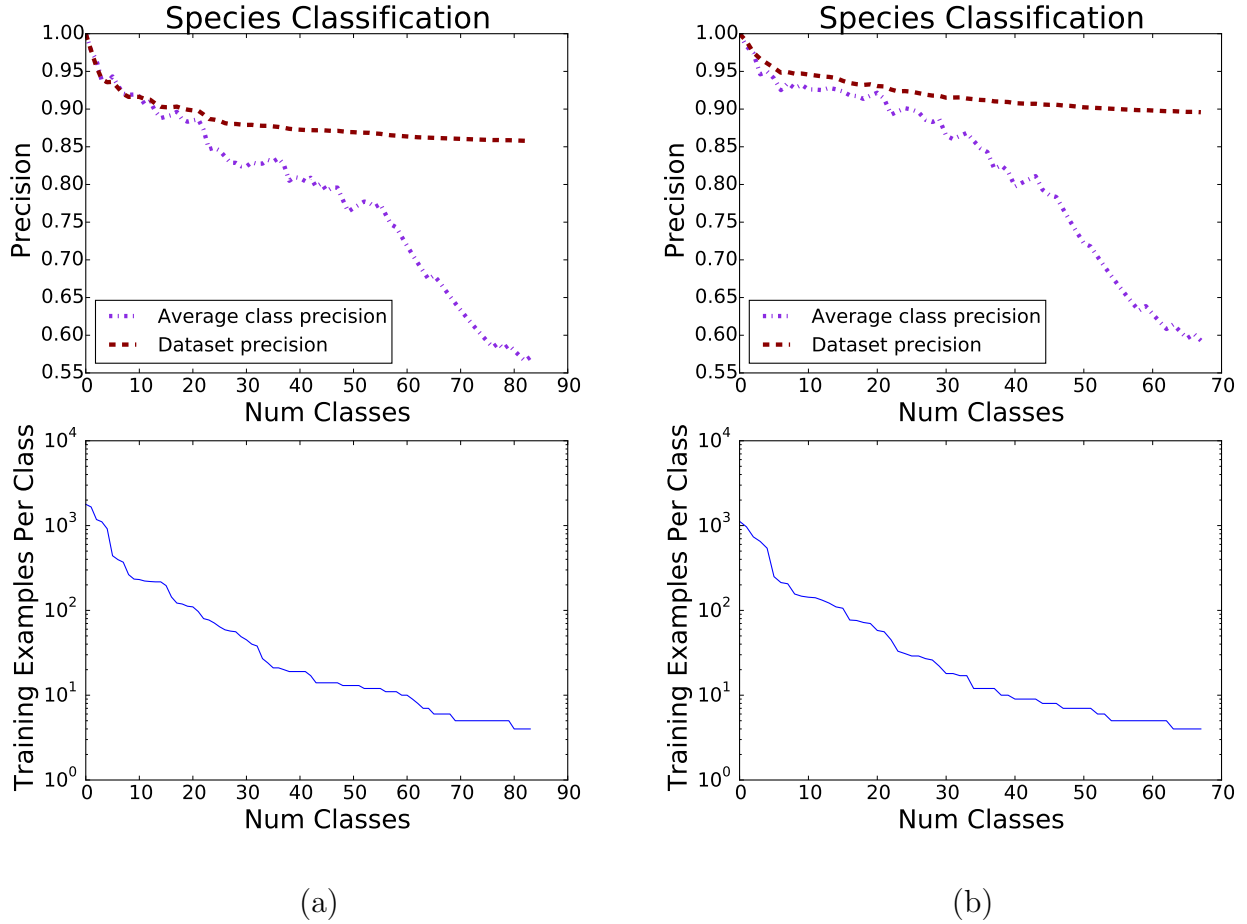 Species Classification
Precision
1.00
0.95
0.90
0.85
0.80
0.75
0.70
0.65
0.60
0.55
Average class precision
Dataset precision
0 10 20 30 40 50 60 70 80 90
Num Classes
Species Classification
Precision
1.00
0.95
0.90
0.85
0.80
0.75
0.70
0.65
0.60
0.55
Average class precision
Dataset precision
0 10 20 30 40 50 60 70
Num Classes
Training Examples Per Class
10^4
10^3
10^2
10^1
10^0
0 10 20 30 40 50 60 70 80 90
Num Classes
(a)
Training Examples Per Class
10^4
10^3
10^2
10^1
10^0
0 10 20 30 40 50 60 70
Num Classes
(b)